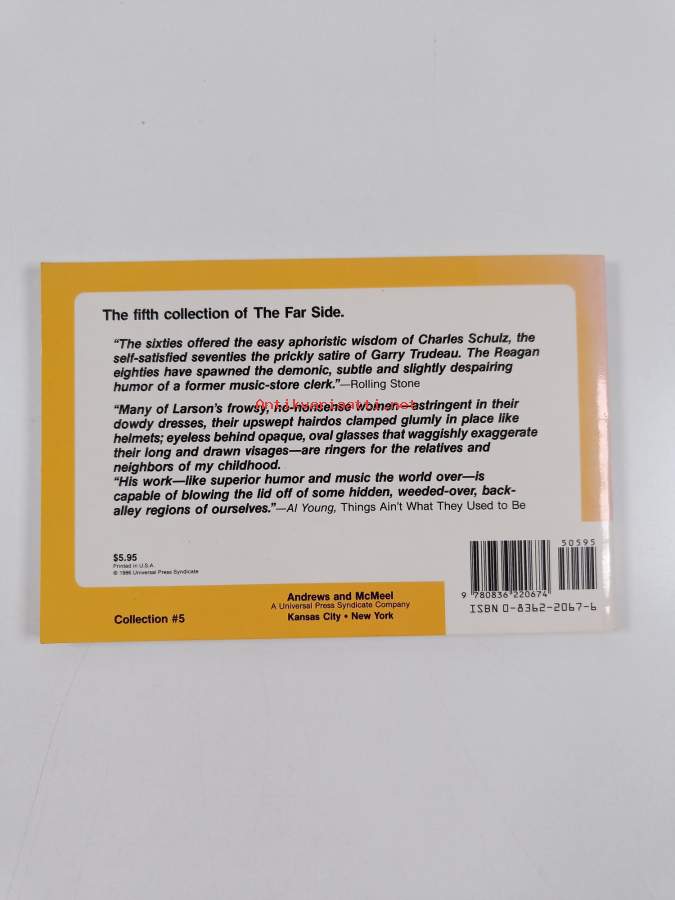 The fifth collection of The Far Side.
“The sixties offered the easy aphoristic wisdom of Charles Schulz, the
self-satisfied seventies the prickly satire of Garry Trudeau. The Reagan
eighties have spawned the demonic, subtle and slightly despairing
humor of a former music-store clerk.”—Rolling Stone
Antikvariaatti.net
“Many of Larson’s frowsy, no-nonsense women—astringent in their
dowdy dresses, their upswept hairdos clamped glumly in place like
helmets; eyeless behind opaque, oval glasses that waggishly exaggerate
their long and drawn visages—are ringers for the relatives and
neighbors of my childhood.
“His work—like superior humor and music the world over—is
capable of blowing the lid off of some hidden, weeded-over, back-
alley regions of ourselves.”—Al Young, Things Ain’t What They Used to Be
$5.95
Printed in U.S.A.
© 1986 Universal Press Syndicate
Collection #5
Andrews and McMeel
A Universal Press Syndicate Company
Kansas City • New York
50595
9 780836 220674
ISBN 0-8362-2067-6